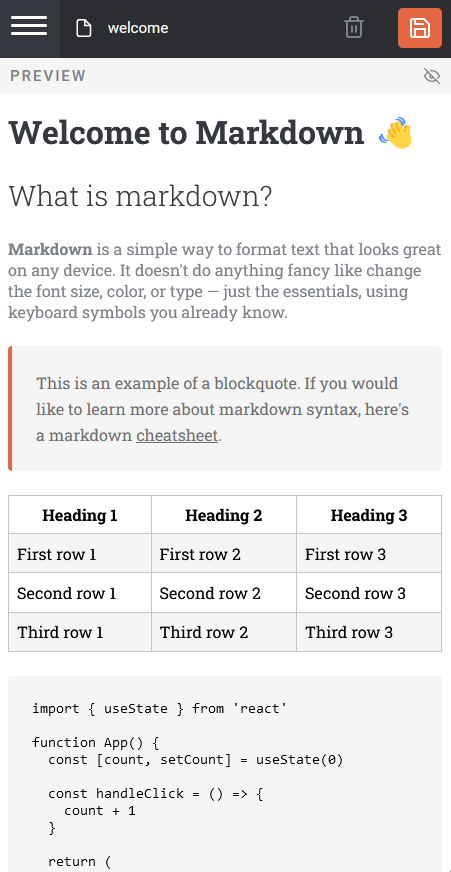 welcome
PREVIEW
Welcome to Markdown 👋
What is markdown?
Markdown is a simple way to format text that looks great
on any device. It doesn't do anything fancy like change
the font size, color, or type — just the essentials, using
keyboard symbols you already know.
This is an example of a blockquote. If you would
like to learn more about markdown syntax, here's
a markdown cheatsheet.
Heading 1 Heading 2 Heading 3
First row 1 First row 2 First row 3
Second row 1 Second row 2 Second row 3
Third row 1 Third row 2 Third row 3
import { useState } from 'react'
function App() {
  const [count, setCount] = useState(0)
  const handleClick = () => {
    count + 1
  }
  return (